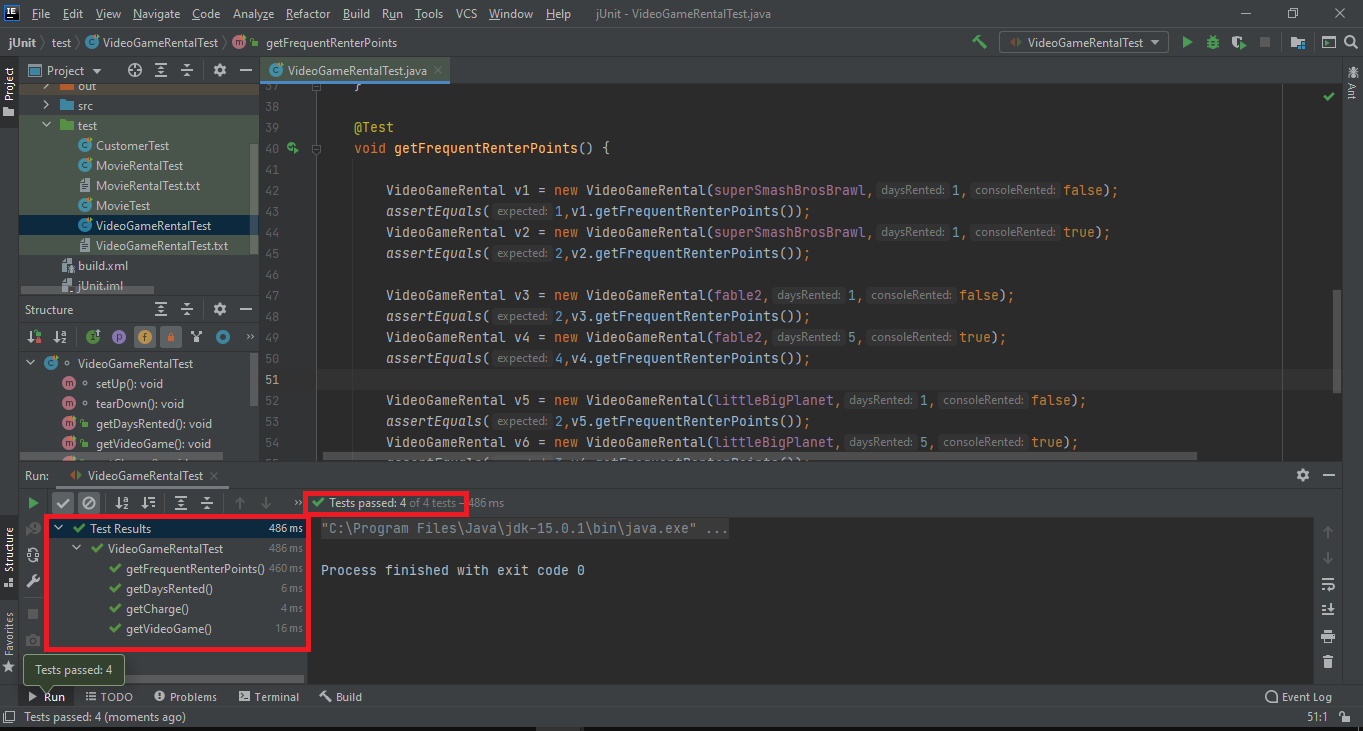 IE File Edit View Navigate Code Analyze Refactor Build Run Tools VCS Window Help jUnit - VideoGameRentalTest.java
jUnit test VideoGameRentalTest m getFrequentRenterPoints VideoGameRentalTest
Project
Project
VideoGameRentalTest.java
Ant
out
src
test
CustomerTest
MovieRentalTest
MovieRentalTest.txt
MovieTest
VideoGameRentalTest
VideoGameRentalTest.txt
build.xml
jUnit.iml
37 }
38
39 @Test
40 void getFrequentRenterPoints() {
41
42 VideoGameRental v1 = new VideoGameRental(superSmashBrosBrawl, daysRented: 1, consoleRented: false);
43 assertEquals( expected: 1,v1.getFrequentRenterPoints());
44 VideoGameRental v2 = new VideoGameRental(superSmashBrosBrawl, daysRented: 1, consoleRented: true);
45 assertEquals( expected: 2,v2.getFrequentRenterPoints());
46
47 VideoGameRental v3 = new VideoGameRental(fable2, daysRented: 1, consoleRented: false);
48 assertEquals( expected: 2,v3.getFrequentRenterPoints());
49 VideoGameRental v4 = new VideoGameRental(fable2, daysRented: 5, consoleRented: true);
50 assertEquals( expected: 4,v4.getFrequentRenterPoints());
51
52 VideoGameRental v5 = new VideoGameRental(littleBigPlanet, daysRented: 1, consoleRented: false);
53 assertEquals( expected: 2,v5.getFrequentRenterPoints());
54 VideoGameRental v6 = new VideoGameRental(littleBigPlanet, daysRented: 5, consoleRented: true);
Structure
VideoGameRentalTest
m setUp(): void
m tearDown(): void
m getDaysRented(): void
m getVideoGame(): void
Run: VideoGameRentalTest
Tests passed: 4 of 4 tests – 486 ms
Test Results 486 ms
VideoGameRentalTest 486 ms
getFrequentRenterPoints() 460 ms
getDaysRented() 6 ms
getCharge() 4 ms
getVideoGame() 16 ms
"C:\Program Files\Java\jdk-15.0.1\bin\java.exe" ...
Process finished with exit code 0
Structure
Favorites
Tests passed: 4
Run TODO Problems Terminal Build Event Log
Tests passed: 4 (moments ago) 51:1